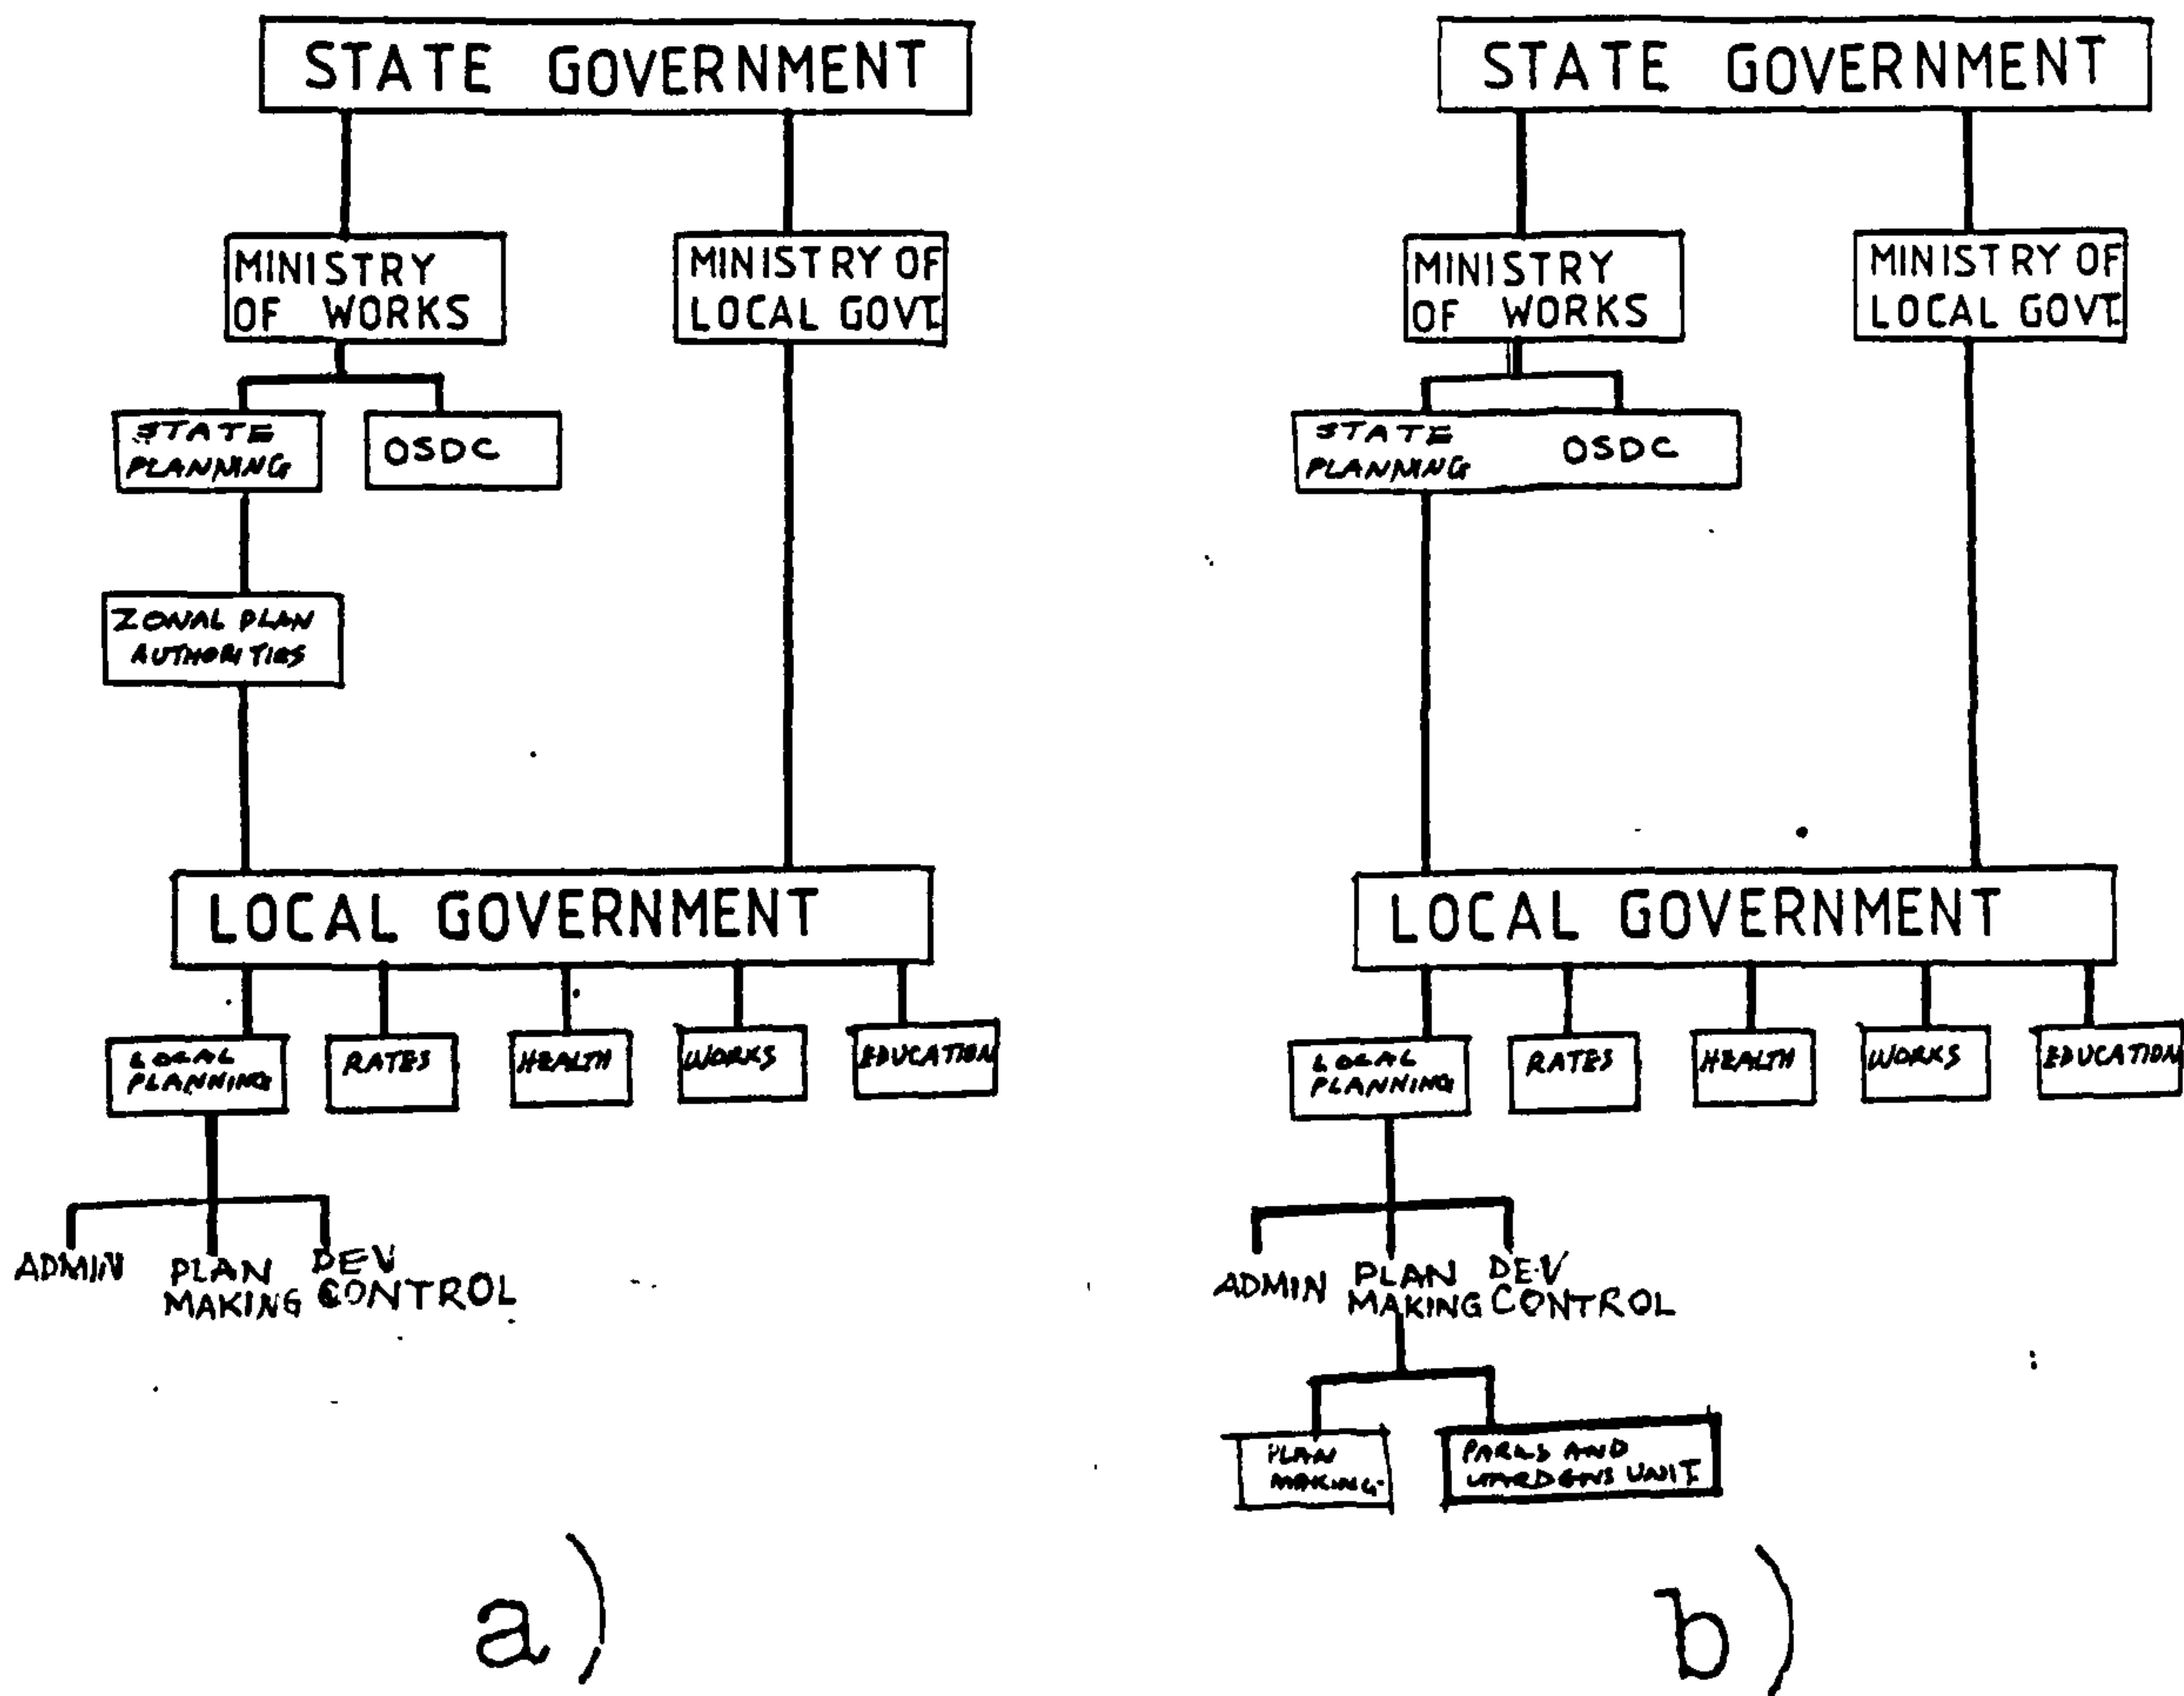 STATE GOVERNMENT
MINISTRY
OF WORKS
MINISTRY OF
LOCAL GOVT.
STATE
PLANNING
OSDC
ZONAL PLAN
AUTHORITIES
LOCAL GOVERNMENT
LOCAL
PLANNING
RATES
HEALTH
WORKS
EDUCATION
ADMIN
PLAN
MAKING
DEV
CONTROL
a)
STATE GOVERNMENT
MINISTRY
OF WORKS
MINISTRY OF
LOCAL GOVT.
STATE
PLANNING
OSDC
LOCAL GOVERNMENT
LOCAL
PLANNING
RATES
HEALTH
WORKS
EDUCATION
ADMIN
PLAN
MAKING
DEV
CONTROL
PLAN
MAKING
PARKS AND
GARDENS UNIT
b)